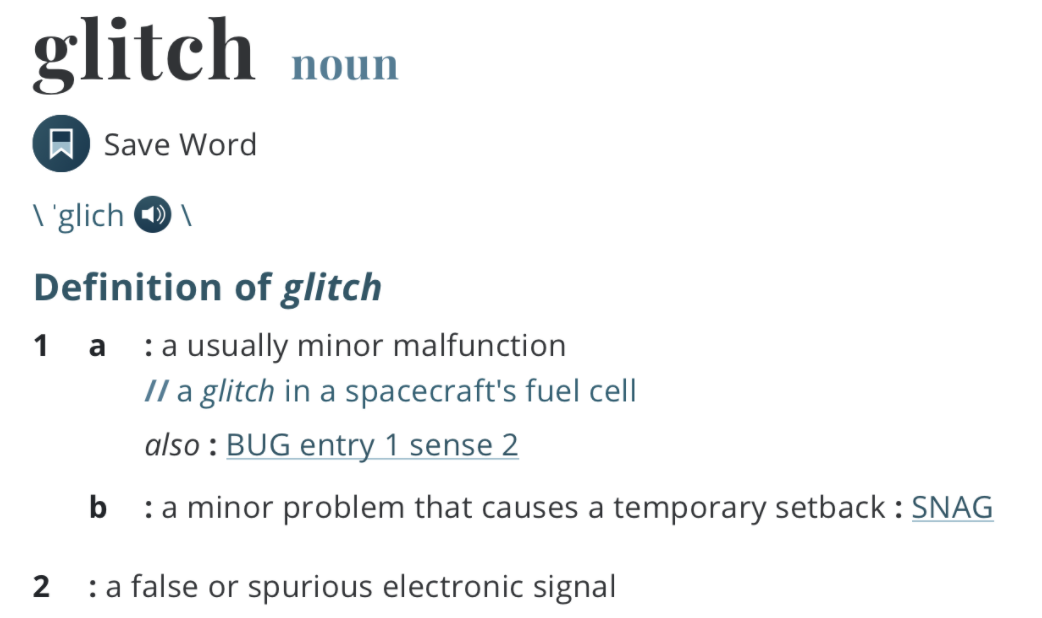 glitch noun
Save Word
\ ˈglich \
Definition of glitch
1 a : a usually minor malfunction
// a glitch in a spacecraft's fuel cell
also : BUG entry 1 sense 2
b : a minor problem that causes a temporary setback : SNAG
2 : a false or spurious electronic signal